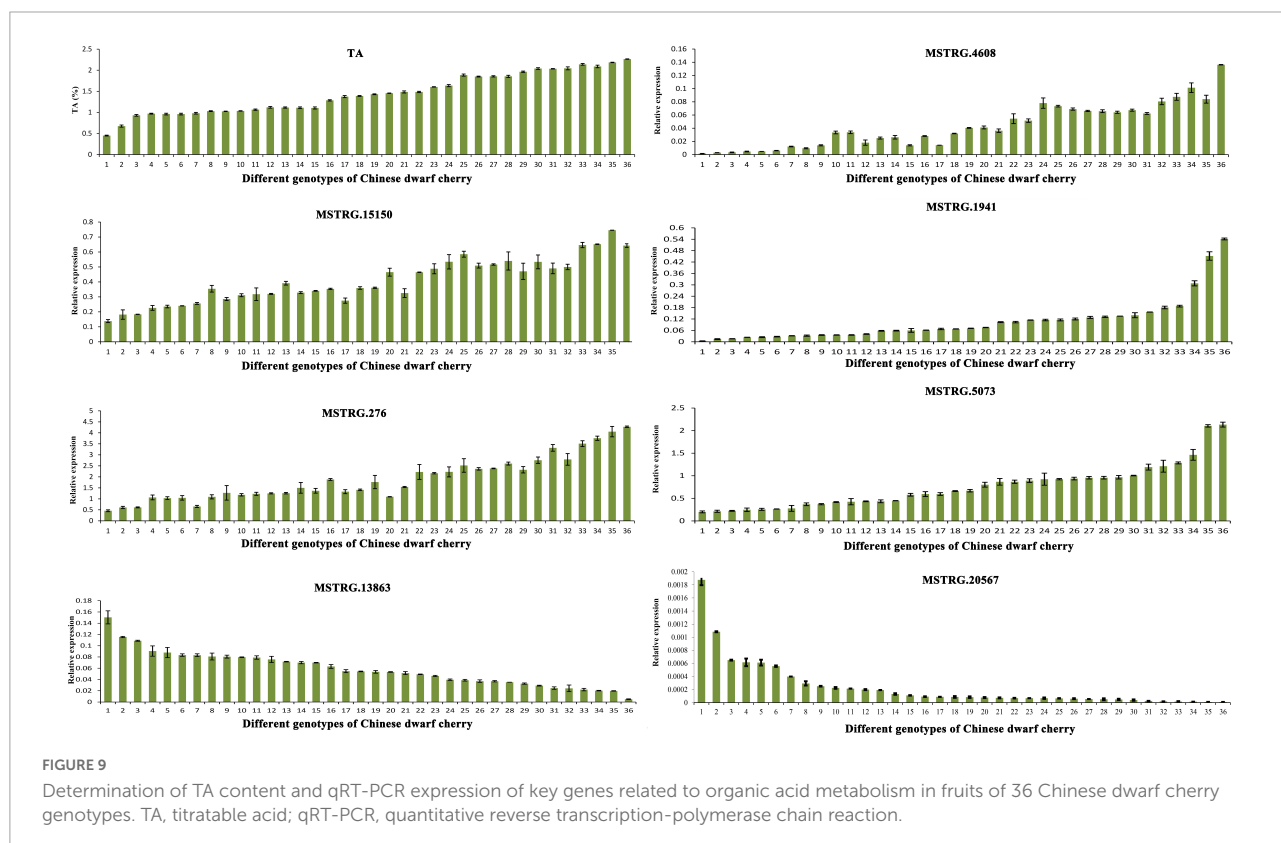 TA
TA (%)
2.5
2
1.5
1
0.5
0
1 2 3 4 5 6 7 8 9 10 11 12 13 14 15 16 17 18 19 20 21 22 23 24 25 26 27 28 29 30 31 32 33 34 35 36
Different genotypes of Chinese dwarf cherry
MSTRG.4608
Relative expression
0.16
0.14
0.12
0.10
0.08
0.06
0.04
0.02
0
1 2 3 4 5 6 7 8 9 10 11 12 13 14 15 16 17 18 19 20 21 22 23 24 25 26 27 28 29 30 31 32 33 34 35 36
Different genotypes of Chinese dwarf cherry
MSTRG.15150
Relative expression
0.8
0.7
0.6
0.5
0.4
0.3
0.2
0.1
0
1 2 3 4 5 6 7 8 9 10 11 12 13 14 15 16 17 18 19 20 21 22 23 24 25 26 27 28 29 30 31 32 33 34 35
Different genotypes of Chinese dwarf cherry
MSTRG.1941
Relative expression
0.6
0.54
0.48
0.42
0.36
0.3
0.24
0.18
0.12
0.06
0
1 2 3 4 5 6 7 8 9 10 11 12 13 14 15 16 17 18 19 20 21 22 23 24 25 26 27 28 29 30 31 32 33 34 35 36
Different genotypes of Chinese dwarf cherry
MSTRG.276
Relative expression
5
4.5
4
3.5
3
2.5
2
1.5
1
0.5
0
1 2 3 4 5 6 7 8 9 10 11 12 13 14 15 16 17 18 19 20 21 22 23 24 25 26 27 28 29 30 31 32 33 34 35 36
Different genotypes of Chinese dwarf cherry
MSTRG.5073
Relative expression
2.5
2
1.5
1
0.5
0
1 2 3 4 5 6 7 8 9 10 11 12 13 14 15 16 17 18 19 20 21 22 23 24 25 26 27 28 29 30 31 32 33 34 35 36
Different genotypes of Chinese dwarf cherry
MSTRG.13863
Relative expression
0.18
0.16
0.14
0.12
0.1
0.08
0.06
0.04
0.02
0
1 2 3 4 5 6 7 8 9 10 11 12 13 14 15 16 17 18 19 20 21 22 23 24 25 26 27 28 29 30 31 32 33 34 35 36
Different genotypes of Chinese dwarf cherry
MSTRG.20567
Relative expression
0.002
0.0018
0.0016
0.0014
0.0012
0.001
0.0008
0.0006
0.0004
0.0002
1 2 3 4 5 6 7 8 9 10 11 12 13 14 15 16 17 18 19 20 21 22 23 24 25 26 27 28 29 30 31 32 33 34 35 36
Different genotypes of Chinese dwarf cherry
FIGURE 9
Determination of TA content and qRT-PCR expression of key genes related to organic acid metabolism in fruits of 36 Chinese dwarf cherry
genotypes. TA, titratable acid; qRT-PCR, quantitative reverse transcription-polymerase chain reaction.